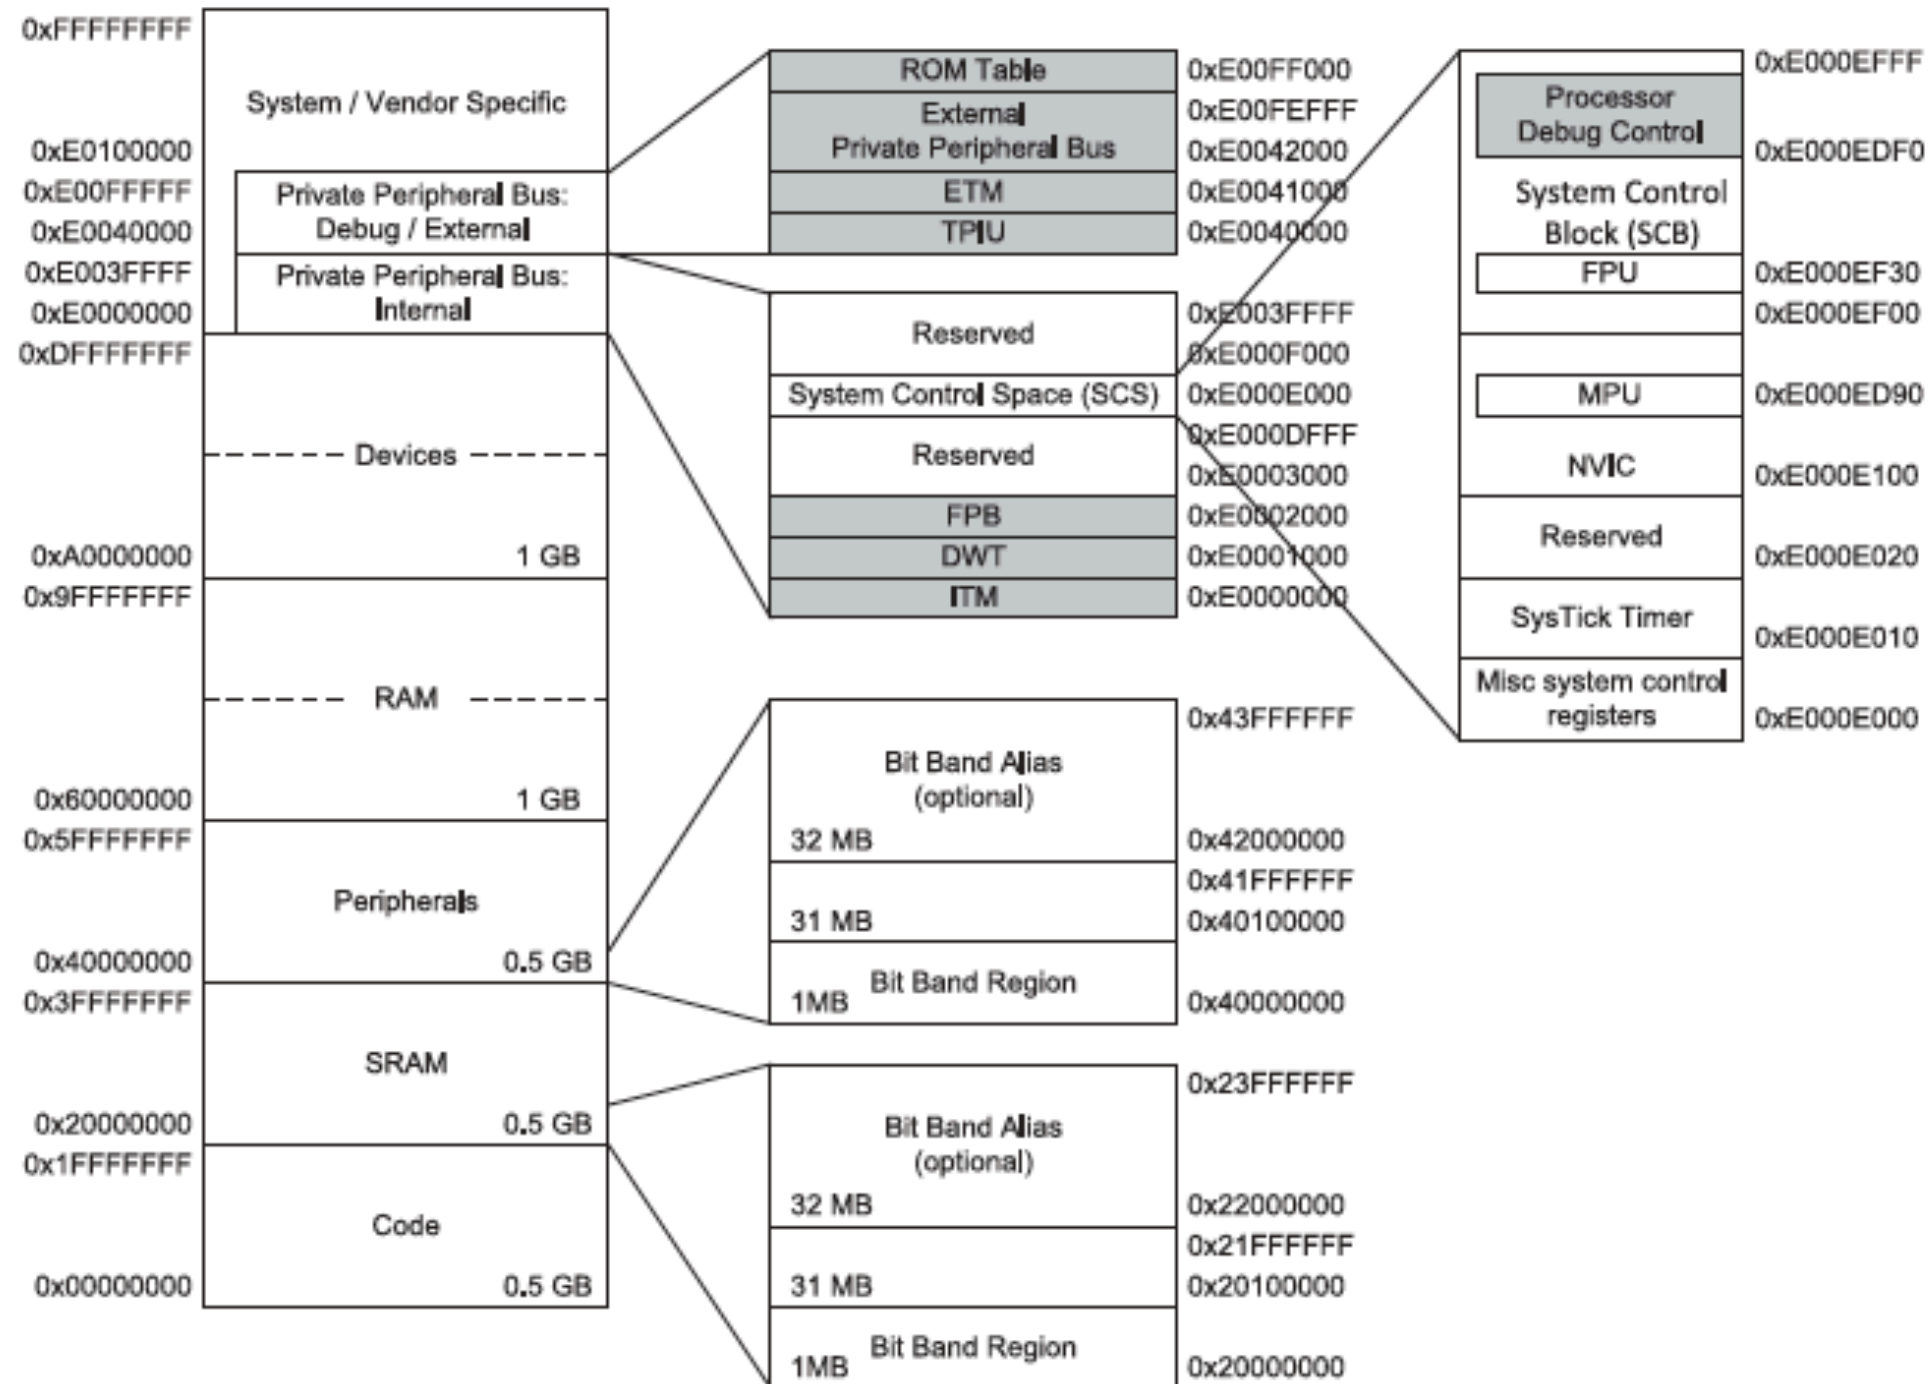 0xFFFFFFFF
System / Vendor Specific
0xE0100000
0xE00FFFFF
Private Peripheral Bus:
Debug / External
0xE0040000
0xE003FFFF
Private Peripheral Bus:
Internal
0xE0000000
0xDFFFFFFF
Devices
0xA0000000
1 GB
0x9FFFFFFF
RAM
0x60000000
1 GB
0x5FFFFFFF
Peripherals
0x40000000
0.5 GB
0x3FFFFFFF
SRAM
0x20000000
0.5 GB
0x1FFFFFFF
Code
0x00000000
0.5 GB
ROM Table
0xE00FF000
External
Private Peripheral Bus
0xE00FEFFF
0xE0042000
ETM
0xE0041000
TPIU
0xE0040000
Reserved
0xE003FFFF
0xE000F000
System Control Space (SCS)
0xE000E000
Reserved
0xE000DFFF
0xE0003000
FPB
0xE0002000
DWT
0xE0001000
ITM
0xE0000000
0x43FFFFFF
Bit Band Alias
(optional)
32 MB
0x42000000
0x41FFFFFF
31 MB
0x40100000
Bit Band Region
1MB
0x40000000
0x23FFFFFF
Bit Band Alias
(optional)
32 MB
0x22000000
0x21FFFFFF
31 MB
0x20100000
Bit Band Region
1MB
0x20000000
0xE000EFFF
Processor
Debug Control
0xE000EDF0
System Control
Block (SCB)
FPU
0xE000EF30
0xE000EF00
MPU
0xE000ED90
NVIC
0xE000E100
Reserved
0xE000E020
SysTick Timer
0xE000E010
Misc system control
registers
0xE000E000